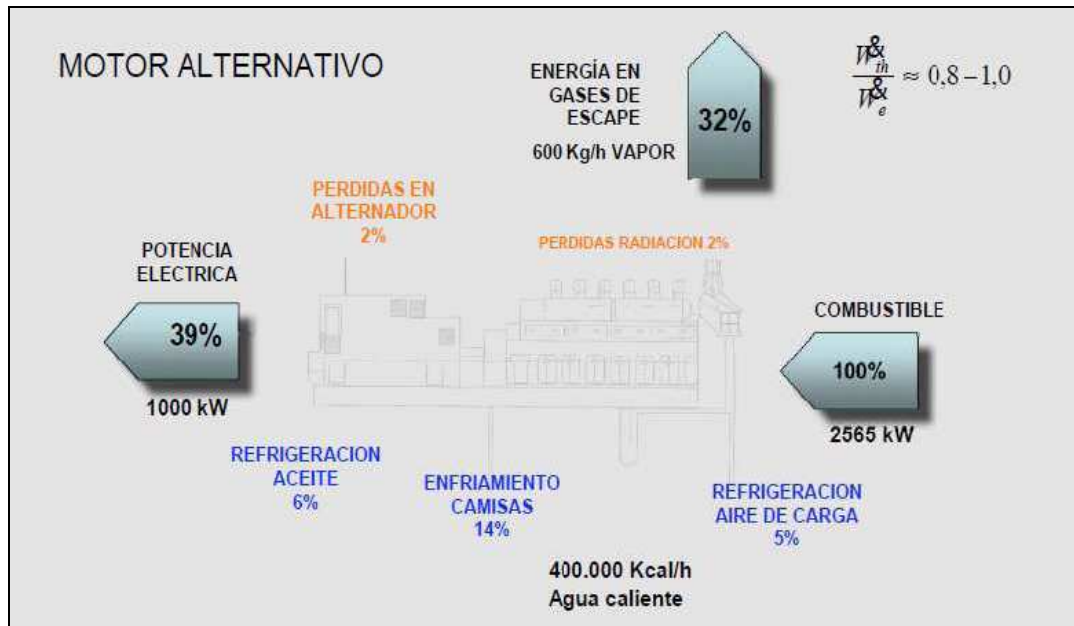 MOTOR ALTERNATIVO
ENERGÍA EN
GASES DE
ESCAPE
600 Kg/h VAPOR
32%
W&th / W&e ≈ 0,8 – 1,0
PERDIDAS EN
ALTERNADOR
2%
PERDIDAS RADIACION 2%
POTENCIA
ELECTRICA
39%
1000 kW
COMBUSTIBLE
100%
2565 kW
REFRIGERACION
ACEITE
6%
ENFRIAMIENTO
CAMISAS
14%
REFRIGERACION
AIRE DE CARGA
5%
400.000 Kcal/h
Agua caliente